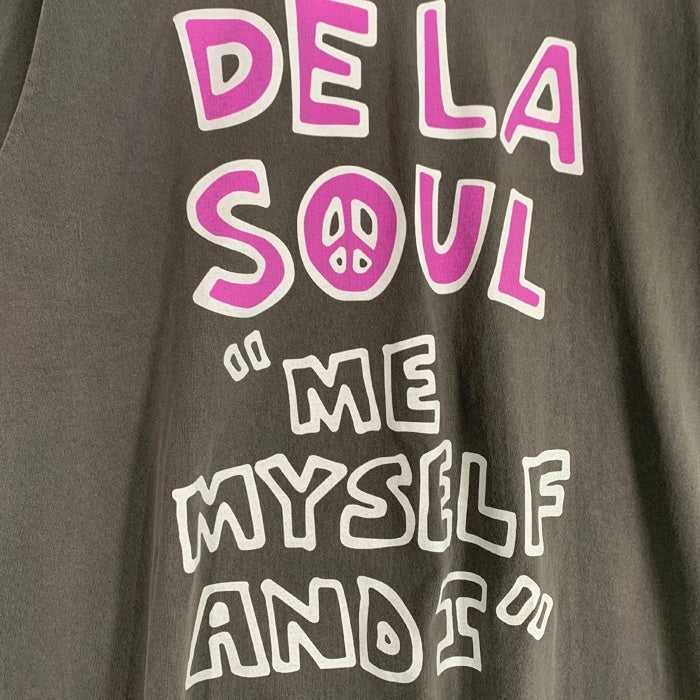 DE LA
SOUL
"ME
MYSELF
AND I"